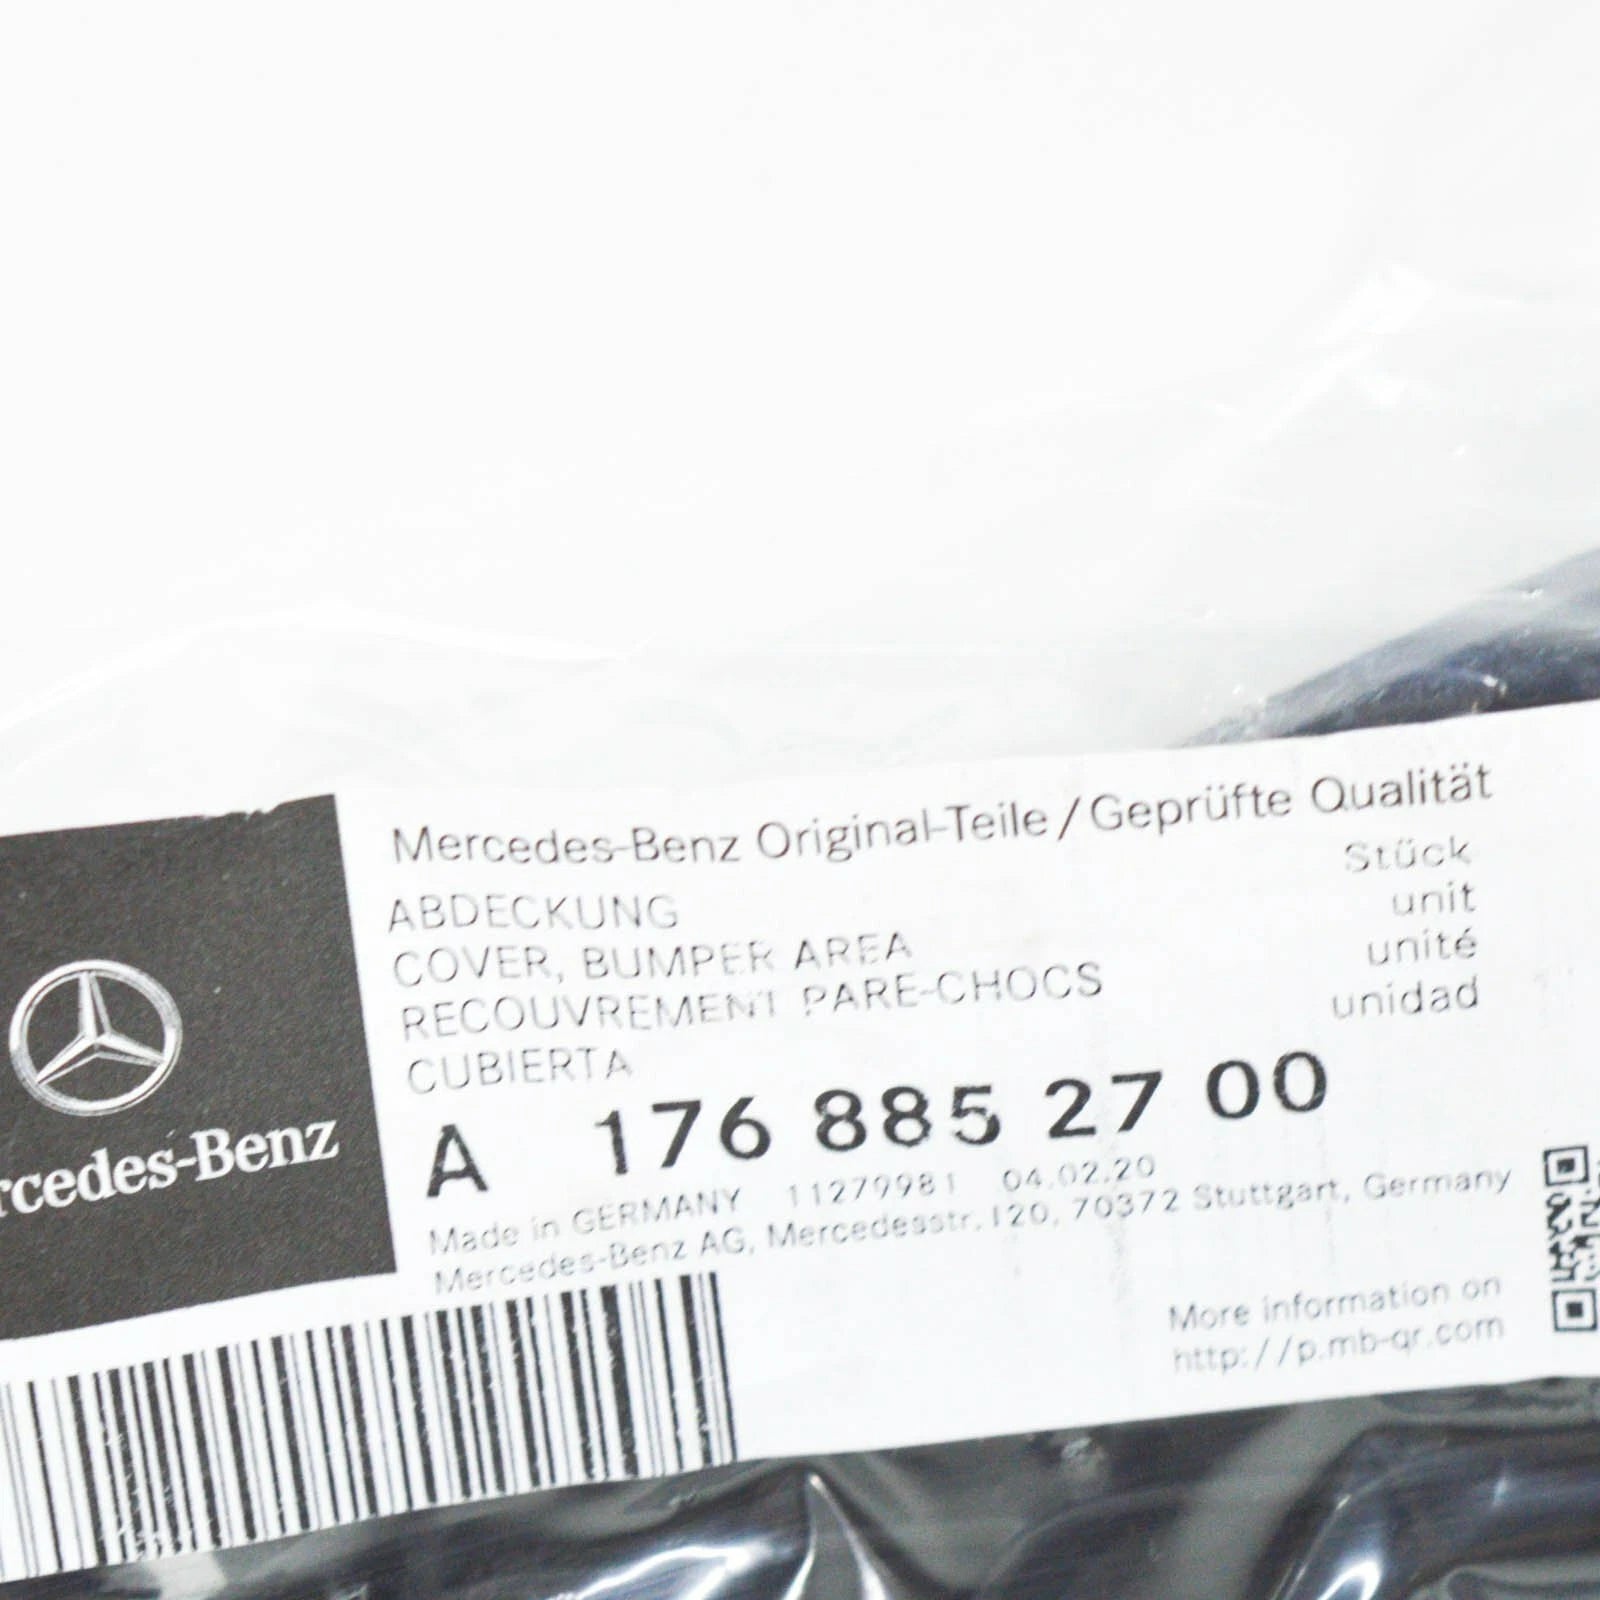 Mercedes-Benz Original-Teile / Geprüfte Qualität
ABDECKUNG
COVER, BUMPER AREA
RECOUVREMENT PARE-CHOCS
CUBIERTA
Stück
unit
unité
unidad
A 176 885 27 00
Made in GERMANY 11279981 04.02.20
Mercedes-Benz AG, Mercedesstr. 120, 70372 Stuttgart, Germany
More information on
http://p.mb-qr.com
rcedes-Benz